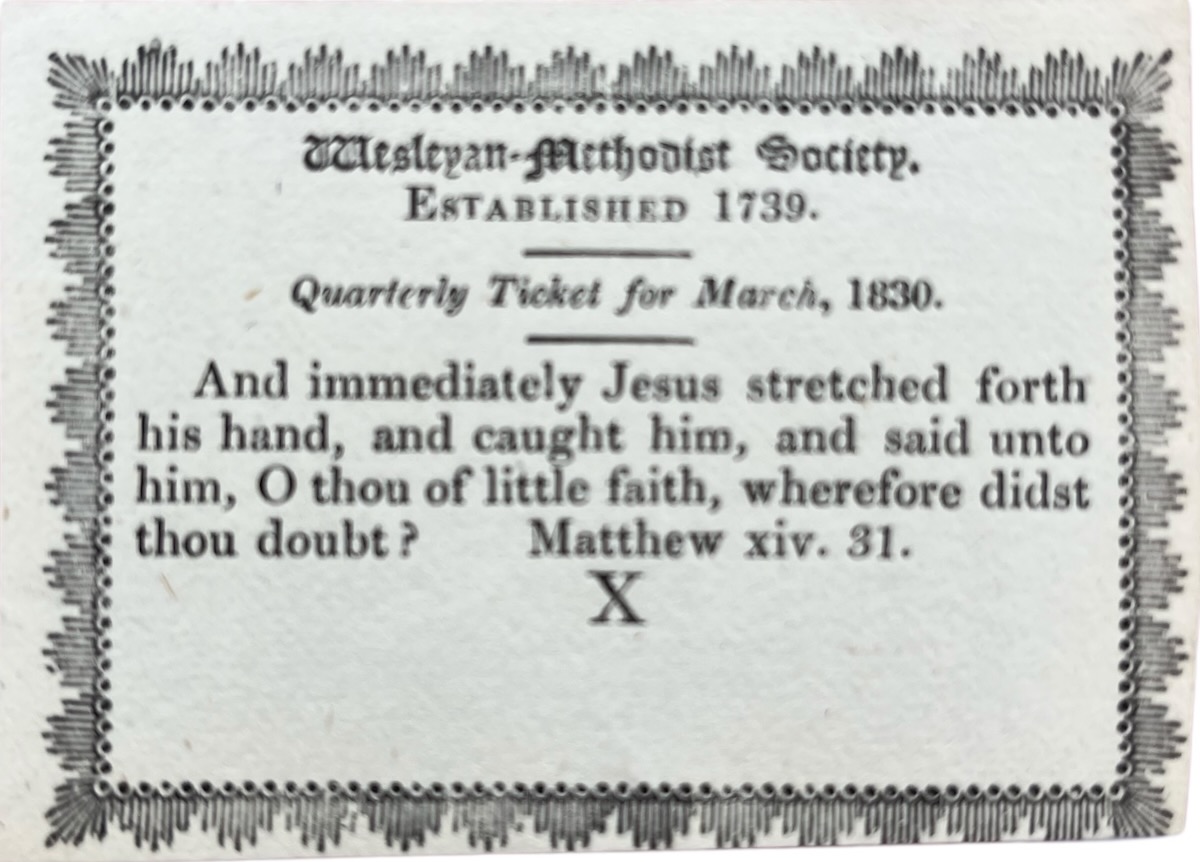 Wesleyan-Methodist Society.
ESTABLISHED 1739.
Quarterly Ticket for March, 1830.
And immediately Jesus stretched forth
his hand, and caught him, and said unto
him, O thou of little faith, wherefore didst
thou doubt? Matthew xiv. 31.
X